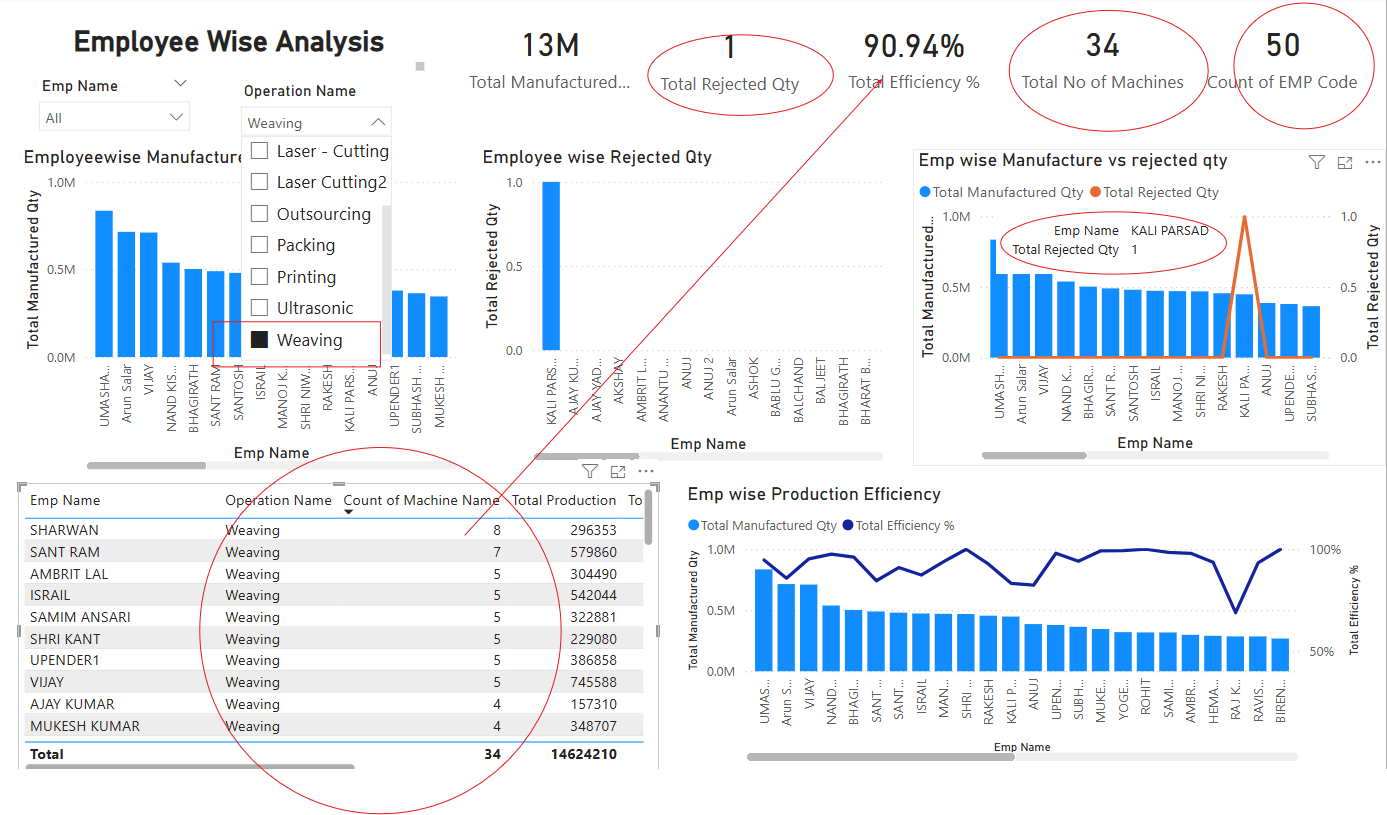 Employee Wise Analysis
Emp Name
All
Operation Name
Weaving
Laser - Cutting
Laser Cutting2
Outsourcing
Packing
Printing
Ultrasonic
Weaving
13M
Total Manufactured...
1
Total Rejected Qty
90.94%
Total Efficiency %
34
Total No of Machines
50
Count of EMP Code
Employeewise Manufacture
Total Manufactured Qty
1.0M
0.5M
0.0M
UMASHA...
Arun Salar
VIJAY
NAND KIS...
BHAGIRATH
SANT RAM
SANTOSH
ISRAIL
MANOJ K...
SHRI NIW...
RAKESH
KALI PARS...
ANUJ
UPENDER1
SUBHASH ...
MUKESH ...
Emp Name
Employee wise Rejected Qty
Total Rejected Qty
1.0
0.5
0.0
KALI PARS...
AJAY KU...
AJAY YAD...
AKSHAY
AMBRIT L...
ANANTU ...
ANUJ
ANUJ 2
Arun Salar
ASHOK
BABLU G...
BALCHAND
BALJEET
BHAGIRATH
BHARAT B...
Emp Name
Emp wise Manufacture vs rejected qty
Total Manufactured Qty Total Rejected Qty
Emp Name KALI PARSAD
Total Rejected Qty 1
Total Manufactured...
1.0M
0.5M
0.0M
1.0
0.5
0.0
Total Rejected Qty
UMASH...
Arun Salar
VIJAY
NAND K...
BHAGIR...
SANT R...
SANTOSH
ISRAIL
MANOJ ...
SHRI NI...
RAKESH
KALI PA...
ANUJ
UPENDE...
SUBHAS...
Emp Name
Emp Name Operation Name Count of Machine Name Total Production To
SHARWAN Weaving 8 296353
SANT RAM Weaving 7 579860
AMBRIT LAL Weaving 5 304490
ISRAIL Weaving 5 542044
SAMIM ANSARI Weaving 5 322881
SHRI KANT Weaving 5 229080
UPENDER1 Weaving 5 386858
VIJAY Weaving 5 745588
AJAY KUMAR Weaving 4 157310
MUKESH KUMAR Weaving 4 348707
Total 34 14624210
Emp wise Production Efficiency
Total Manufactured Qty Total Efficiency %
Total Manufactured Qty
1.0M
0.5M
0.0M
100%
50%
Total Efficiency %
UMAS...
Arun S...
VIJAY
NAND...
BHAGI...
SANT ...
SANT...
ISRAIL
MAN...
SHRI ...
RAKESH
KALI P...
ANUJ
UPEN...
SUBH...
MUKE...
YOGE...
ROHIT
SAMI...
AMBR...
HEMA...
RAJ K...
RAVIS...
BIREN...
Emp Name